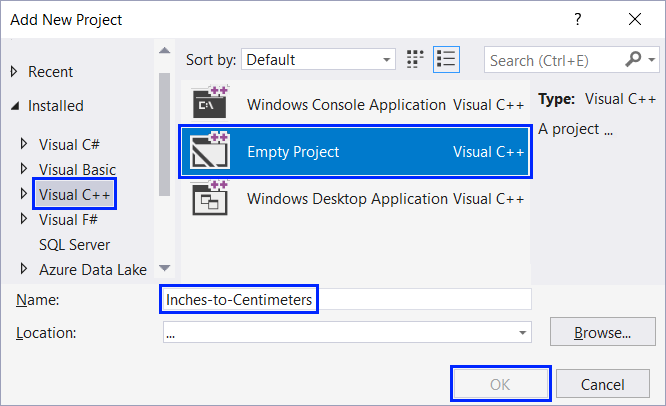 Add New Project
?
Recent
Installed
Visual C#
Visual Basic
Visual C++
Visual F#
SQL Server
Azure Data Lake
Sort by: Default
Search (Ctrl+E)
C:\
Windows Console Application Visual C++
Empty Project Visual C++
Windows Desktop Application Visual C++
Type: Visual C++
A project ...
Name: Inches-to-Centimeters
Location: ...
Browse...
OK Cancel